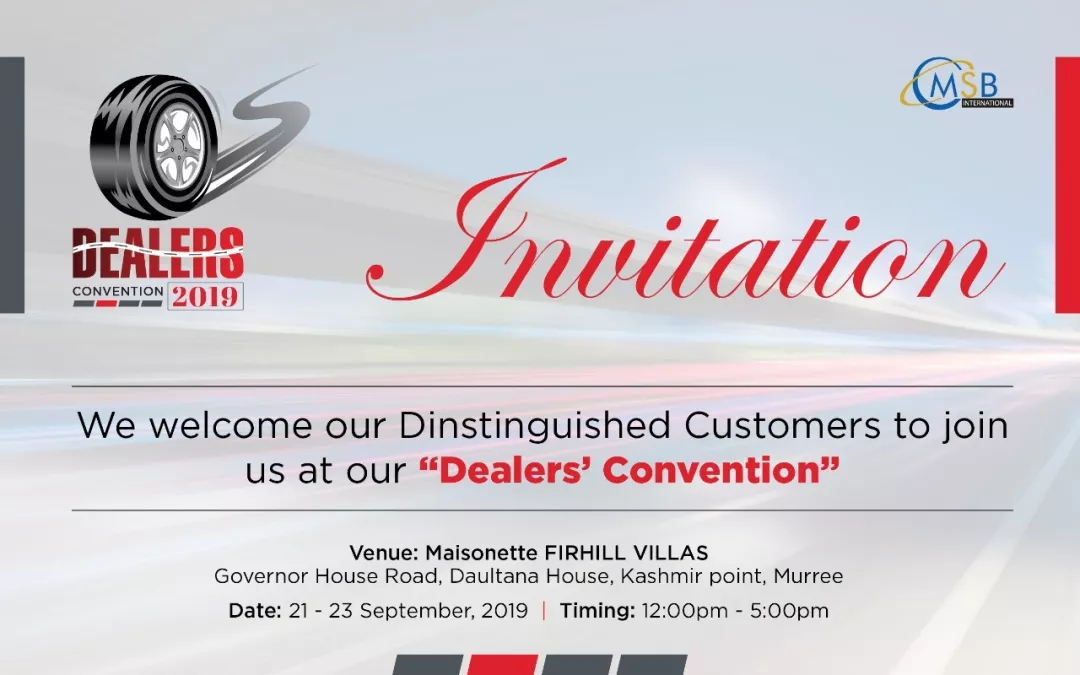 DEALERS
CONVENTION 2019
MSB
INTERNATIONAL
Invitation
We welcome our Dinstinguished Customers to join
us at our “Dealers’ Convention”
Venue: Maisonette FIRHILL VILLAS
Governor House Road, Daultana House, Kashmir point, Murree
Date: 21 - 23 September, 2019 | Timing: 12:00pm - 5:00pm